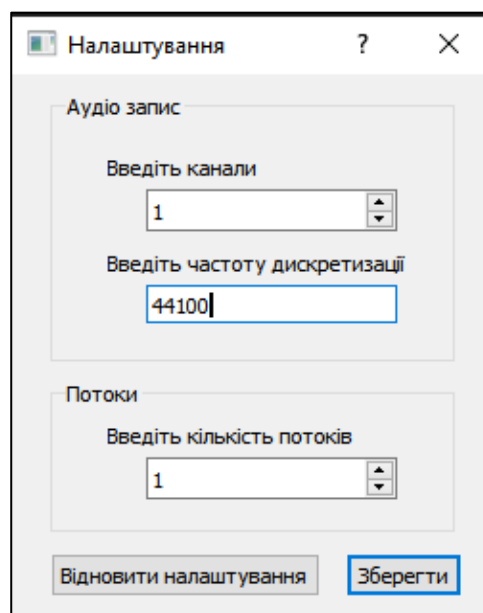 Налаштування ?
Аудіо запис
Введіть канали
1
Введіть частоту дискретизації
44100
Потоки
Введіть кількість потоків
1
Відновити налаштування Зберегти